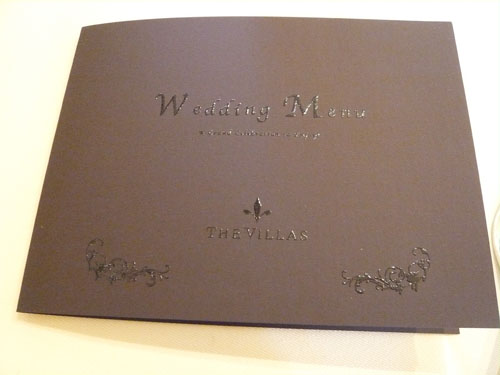 Wedding Menu
THE VILLAS